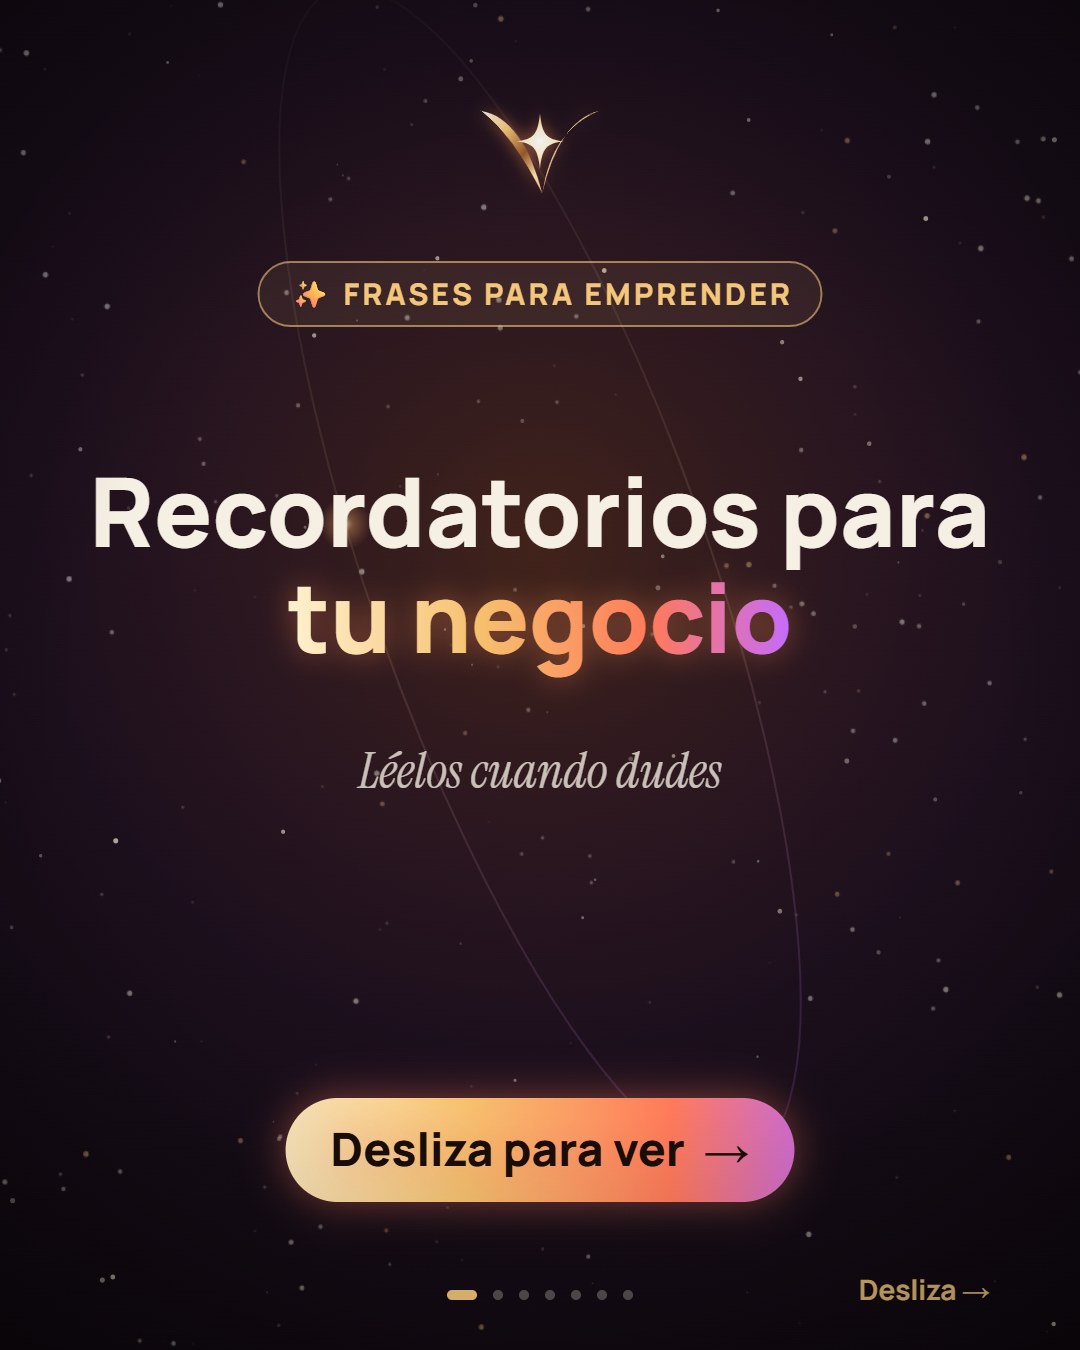 ✨ FRASES PARA EMPRENDER
Recordatorios para
tu negocio
Léelos cuando dudes
Desliza para ver →
Desliza →